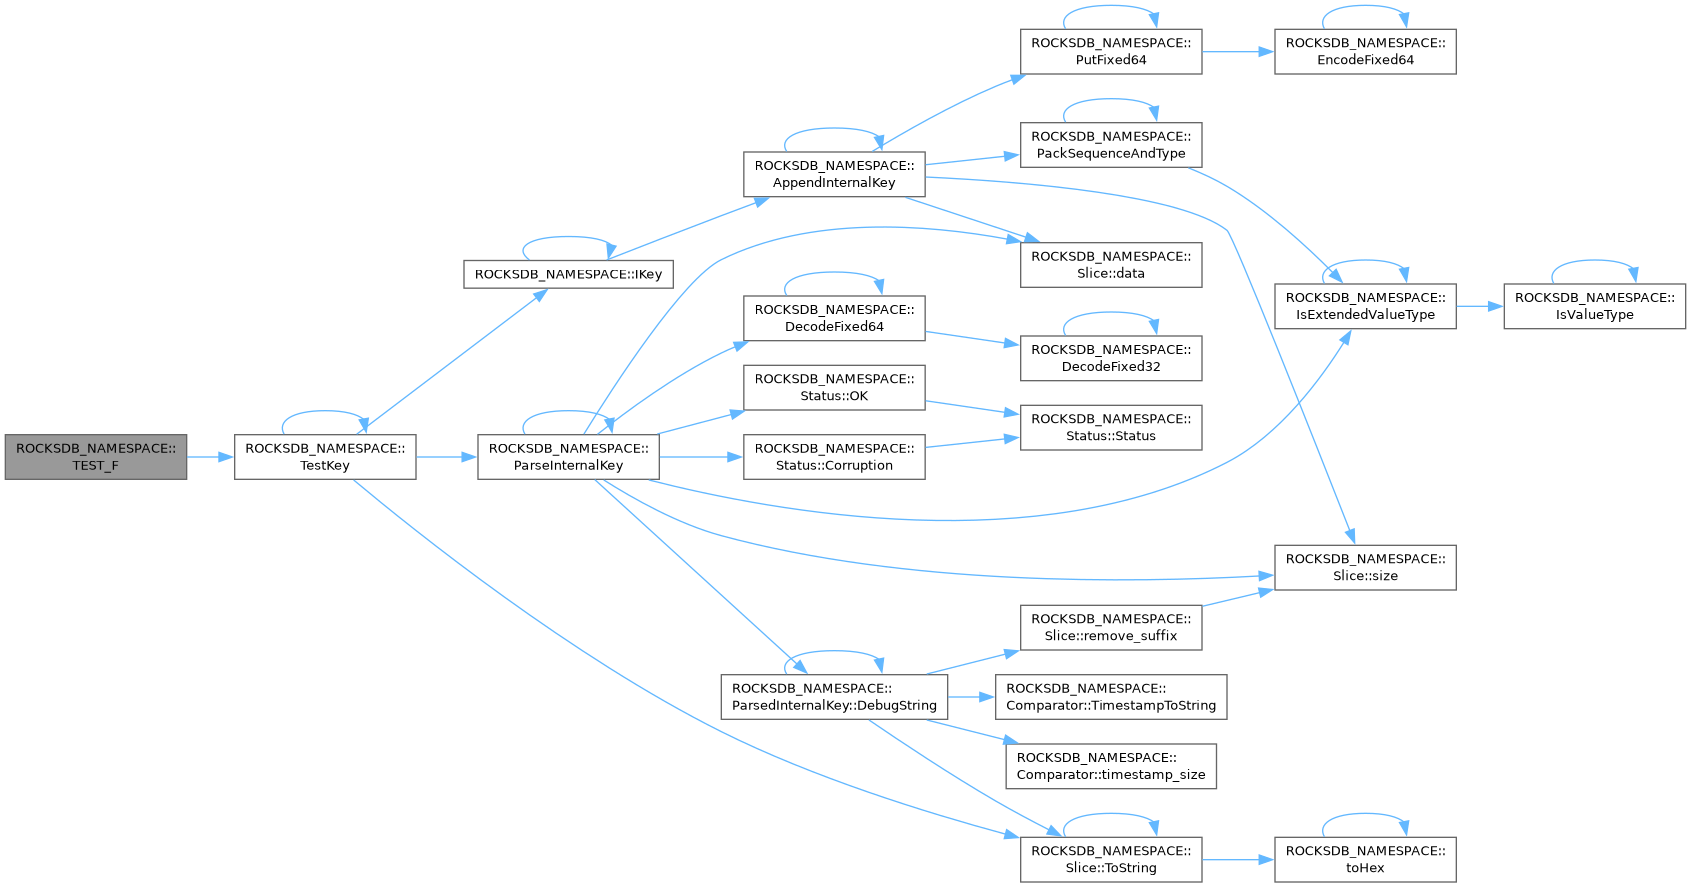 ROCKSDB_NAMESPACE::
TEST_F
ROCKSDB_NAMESPACE::
TestKey
ROCKSDB_NAMESPACE::IKey
ROCKSDB_NAMESPACE::
ParseInternalKey
ROCKSDB_NAMESPACE::
AppendInternalKey
ROCKSDB_NAMESPACE::
DecodeFixed64
ROCKSDB_NAMESPACE::
Status::OK
ROCKSDB_NAMESPACE::
Status::Corruption
ROCKSDB_NAMESPACE::
ParsedInternalKey::DebugString
ROCKSDB_NAMESPACE::
PutFixed64
ROCKSDB_NAMESPACE::
PackSequenceAndType
ROCKSDB_NAMESPACE::
Slice::data
ROCKSDB_NAMESPACE::
DecodeFixed32
ROCKSDB_NAMESPACE::
Status::Status
ROCKSDB_NAMESPACE::
Slice::remove_suffix
ROCKSDB_NAMESPACE::
Comparator::TimestampToString
ROCKSDB_NAMESPACE::
Comparator::timestamp_size
ROCKSDB_NAMESPACE::
Slice::ToString
ROCKSDB_NAMESPACE::
EncodeFixed64
ROCKSDB_NAMESPACE::
IsExtendedValueType
ROCKSDB_NAMESPACE::
Slice::size
ROCKSDB_NAMESPACE::
toHex
ROCKSDB_NAMESPACE::
IsValueType